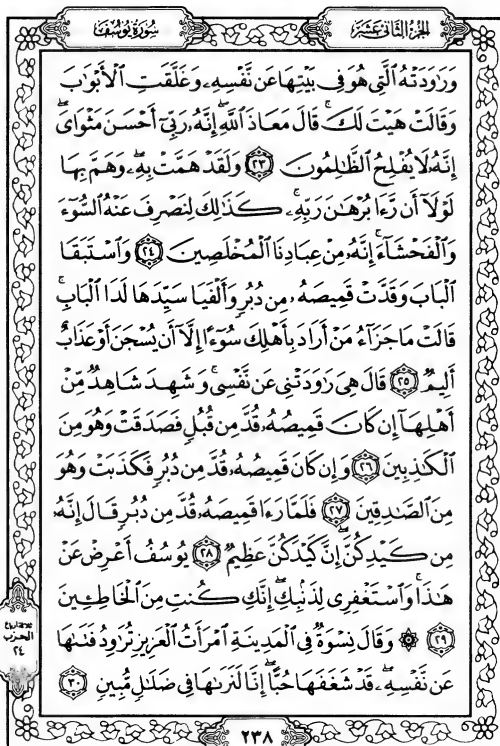 الجزء الثاني عشر
سورة يوسف
وَرَٰوَدَتْهُ ٱلَّتِى هُوَ فِى بَيْتِهَا عَن نَّفْسِهِۦ وَغَلَّقَتِ ٱلْأَبْوَٰبَ
وَقَالَتْ هَيْتَ لَكَ ۚ قَالَ مَعَاذَ ٱللَّهِ ۖ إِنَّهُۥ رَبِّىٓ أَحْسَنَ مَثْوَاىَ ۖ
إِنَّهُۥ لَا يُفْلِحُ ٱلظَّـٰلِمُونَ ٢٣ وَلَقَدْ هَمَّتْ بِهِۦ ۖ وَهَمَّ بِهَا
لَوْلَآ أَن رَّءَا بُرْهَـٰنَ رَبِّهِۦ ۚ كَذَٰلِكَ لِنَصْرِفَ عَنْهُ ٱلسُّوٓءَ
وَٱلْفَحْشَآءَ ۚ إِنَّهُۥ مِنْ عِبَادِنَا ٱلْمُخْلَصِينَ ٢٤ وَٱسْتَبَقَا
ٱلْبَابَ وَقَدَّتْ قَمِيصَهُۥ مِن دُبُرٍ وَأَلْفَيَا سَيِّدَهَا لَدَا ٱلْبَابِ ۚ
قَالَتْ مَا جَزَآءُ مَنْ أَرَادَ بِأَهْلِكَ سُوٓءًا إِلَّآ أَن يُسْجَنَ أَوْ عَذَابٌ
أَلِيمٌ ٢٥ قَالَ هِىَ رَٰوَدَتْنِى عَن نَّفْسِى ۚ وَشَهِدَ شَاهِدٌ مِّنْ
أَهْلِهَآ إِن كَانَ قَمِيصُهُۥ قُدَّ مِن قُبُلٍ فَصَدَقَتْ وَهُوَ مِنَ
ٱلْكَـٰذِبِينَ ٢٦ وَإِن كَانَ قَمِيصُهُۥ قُدَّ مِن دُبُرٍ فَكَذَبَتْ وَهُوَ
مِنَ ٱلصَّـٰدِقِينَ ٢٧ فَلَمَّا رَءَا قَمِيصَهُۥ قُدَّ مِن دُبُرٍ قَالَ إِنَّهُۥ
مِن كَيْدِكُنَّ ۖ إِنَّ كَيْدَكُنَّ عَظِيمٌ ٢٨ يُوسُفُ أَعْرِضْ عَنْ
هَـٰذَا ۚ وَٱسْتَغْفِرِى لِذَنۢبِكِ ۖ إِنَّكِ كُنتِ مِنَ ٱلْخَاطِـِٔينَ
٢٩ ۞ وَقَالَ نِسْوَةٌ فِى ٱلْمَدِينَةِ ٱمْرَأَتُ ٱلْعَزِيزِ تُرَٰوِدُ فَتَىٰهَا
عَن نَّفْسِهِۦ ۖ قَدْ شَغَفَهَا حُبًّا ۖ إِنَّا لَنَرَىٰهَا فِى ضَلَـٰلٍ مُّبِينٍ ٣٠
ثلاثة أرباع
الحزب
٢٤
٢٣٨